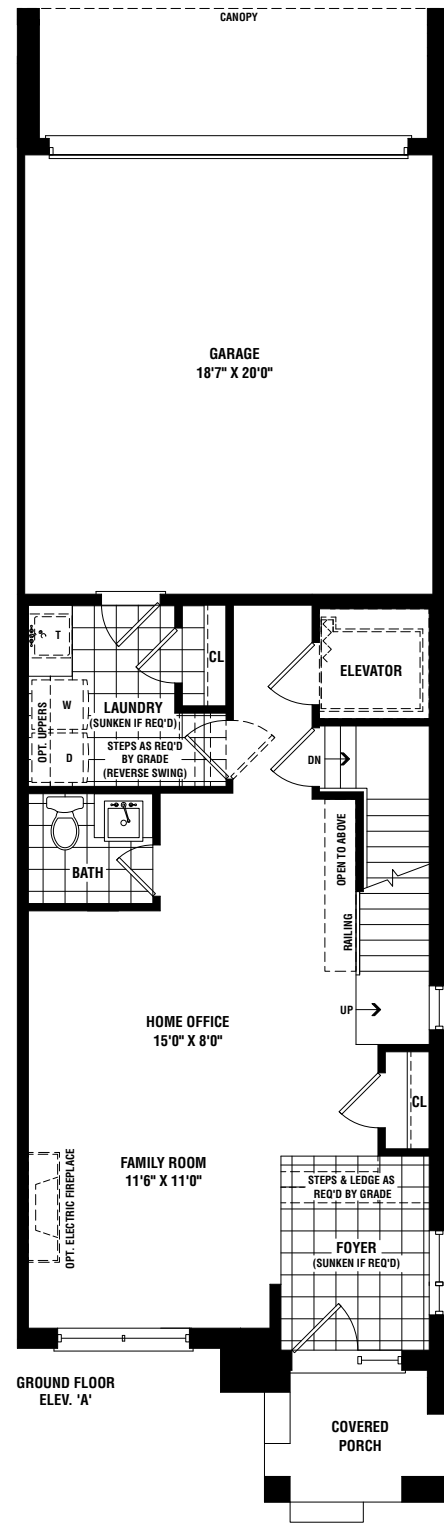 CANOPY
GARAGE
18'7" X 20'0"
T
CL
ELEVATOR
OPT. UPPERS
W
D
LAUNDRY
(SUNKEN IF REQ'D)
STEPS AS REQ'D
BY GRADE
(REVERSE SWING)
DN
BATH
OPEN TO ABOVE
RAILING
HOME OFFICE
15'0" X 8'0"
UP
CL
FAMILY ROOM
11'6" X 11'0"
OPT. ELECTRIC FIREPLACE
STEPS & LEDGE AS
REQ'D BY GRADE
FOYER
(SUNKEN IF REQ'D)
GROUND FLOOR
ELEV. 'A'
COVERED
PORCH